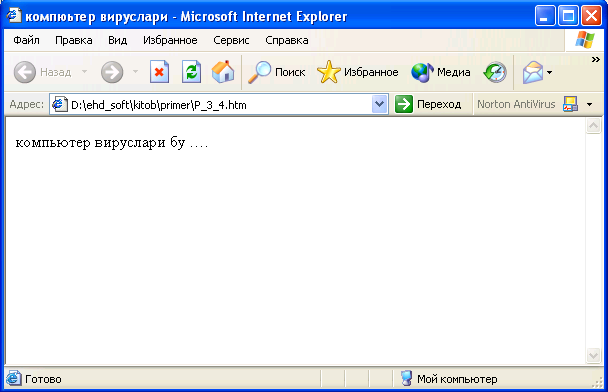 компьютер вируслари - Microsoft Internet Explorer
Файл Правка Вид Избранное Сервис Справка
Назад Поиск Избранное Медиа
Адрес: D:\ehd_soft\kitob\primer\P_3_4.htm Переход Norton AntiVirus
компьютер вируслари бу ....
Готово Мой компьютер